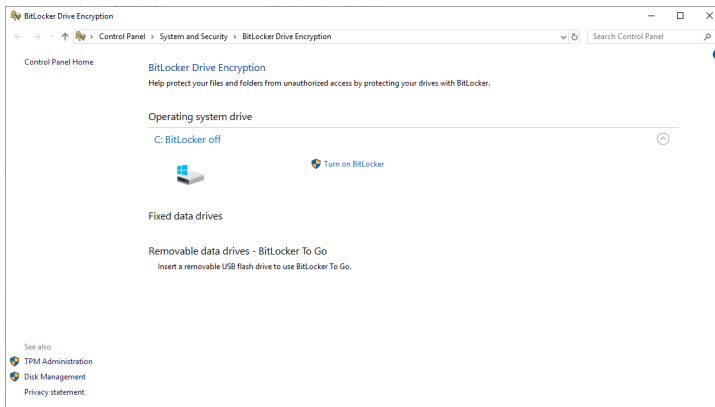 BitLocker Drive Encryption
Control Panel > System and Security > BitLocker Drive Encryption
Search Control Panel
Control Panel Home
BitLocker Drive Encryption
Help protect your files and folders from unauthorized access by protecting your drives with BitLocker.
Operating system drive
C: BitLocker off
Turn on BitLocker
Fixed data drives
Removable data drives - BitLocker To Go
Insert a removable USB flash drive to use BitLocker To Go.
See also
TPM Administration
Disk Management
Privacy statement